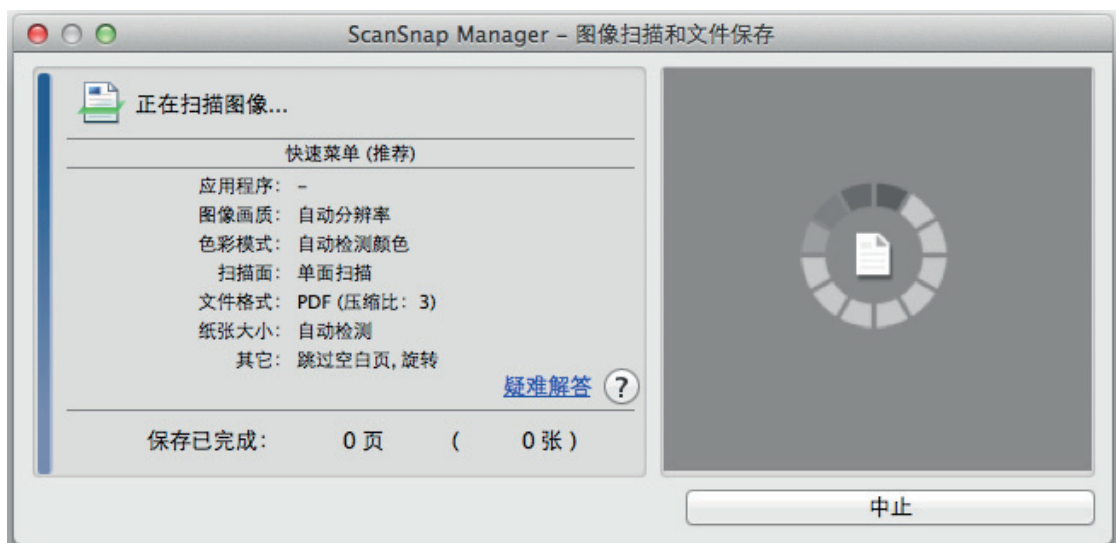 ScanSnap Manager – 图像扫描和文件保存
正在扫描图像...
快速菜单 (推荐)
应用程序: –
图像画质: 自动分辨率
色彩模式: 自动检测颜色
扫描面: 单面扫描
文件格式: PDF (压缩比: 3)
纸张大小: 自动检测
其它: 跳过空白页, 旋转
疑难解答 ?
保存已完成: 0 页 ( 0 张 )
中止